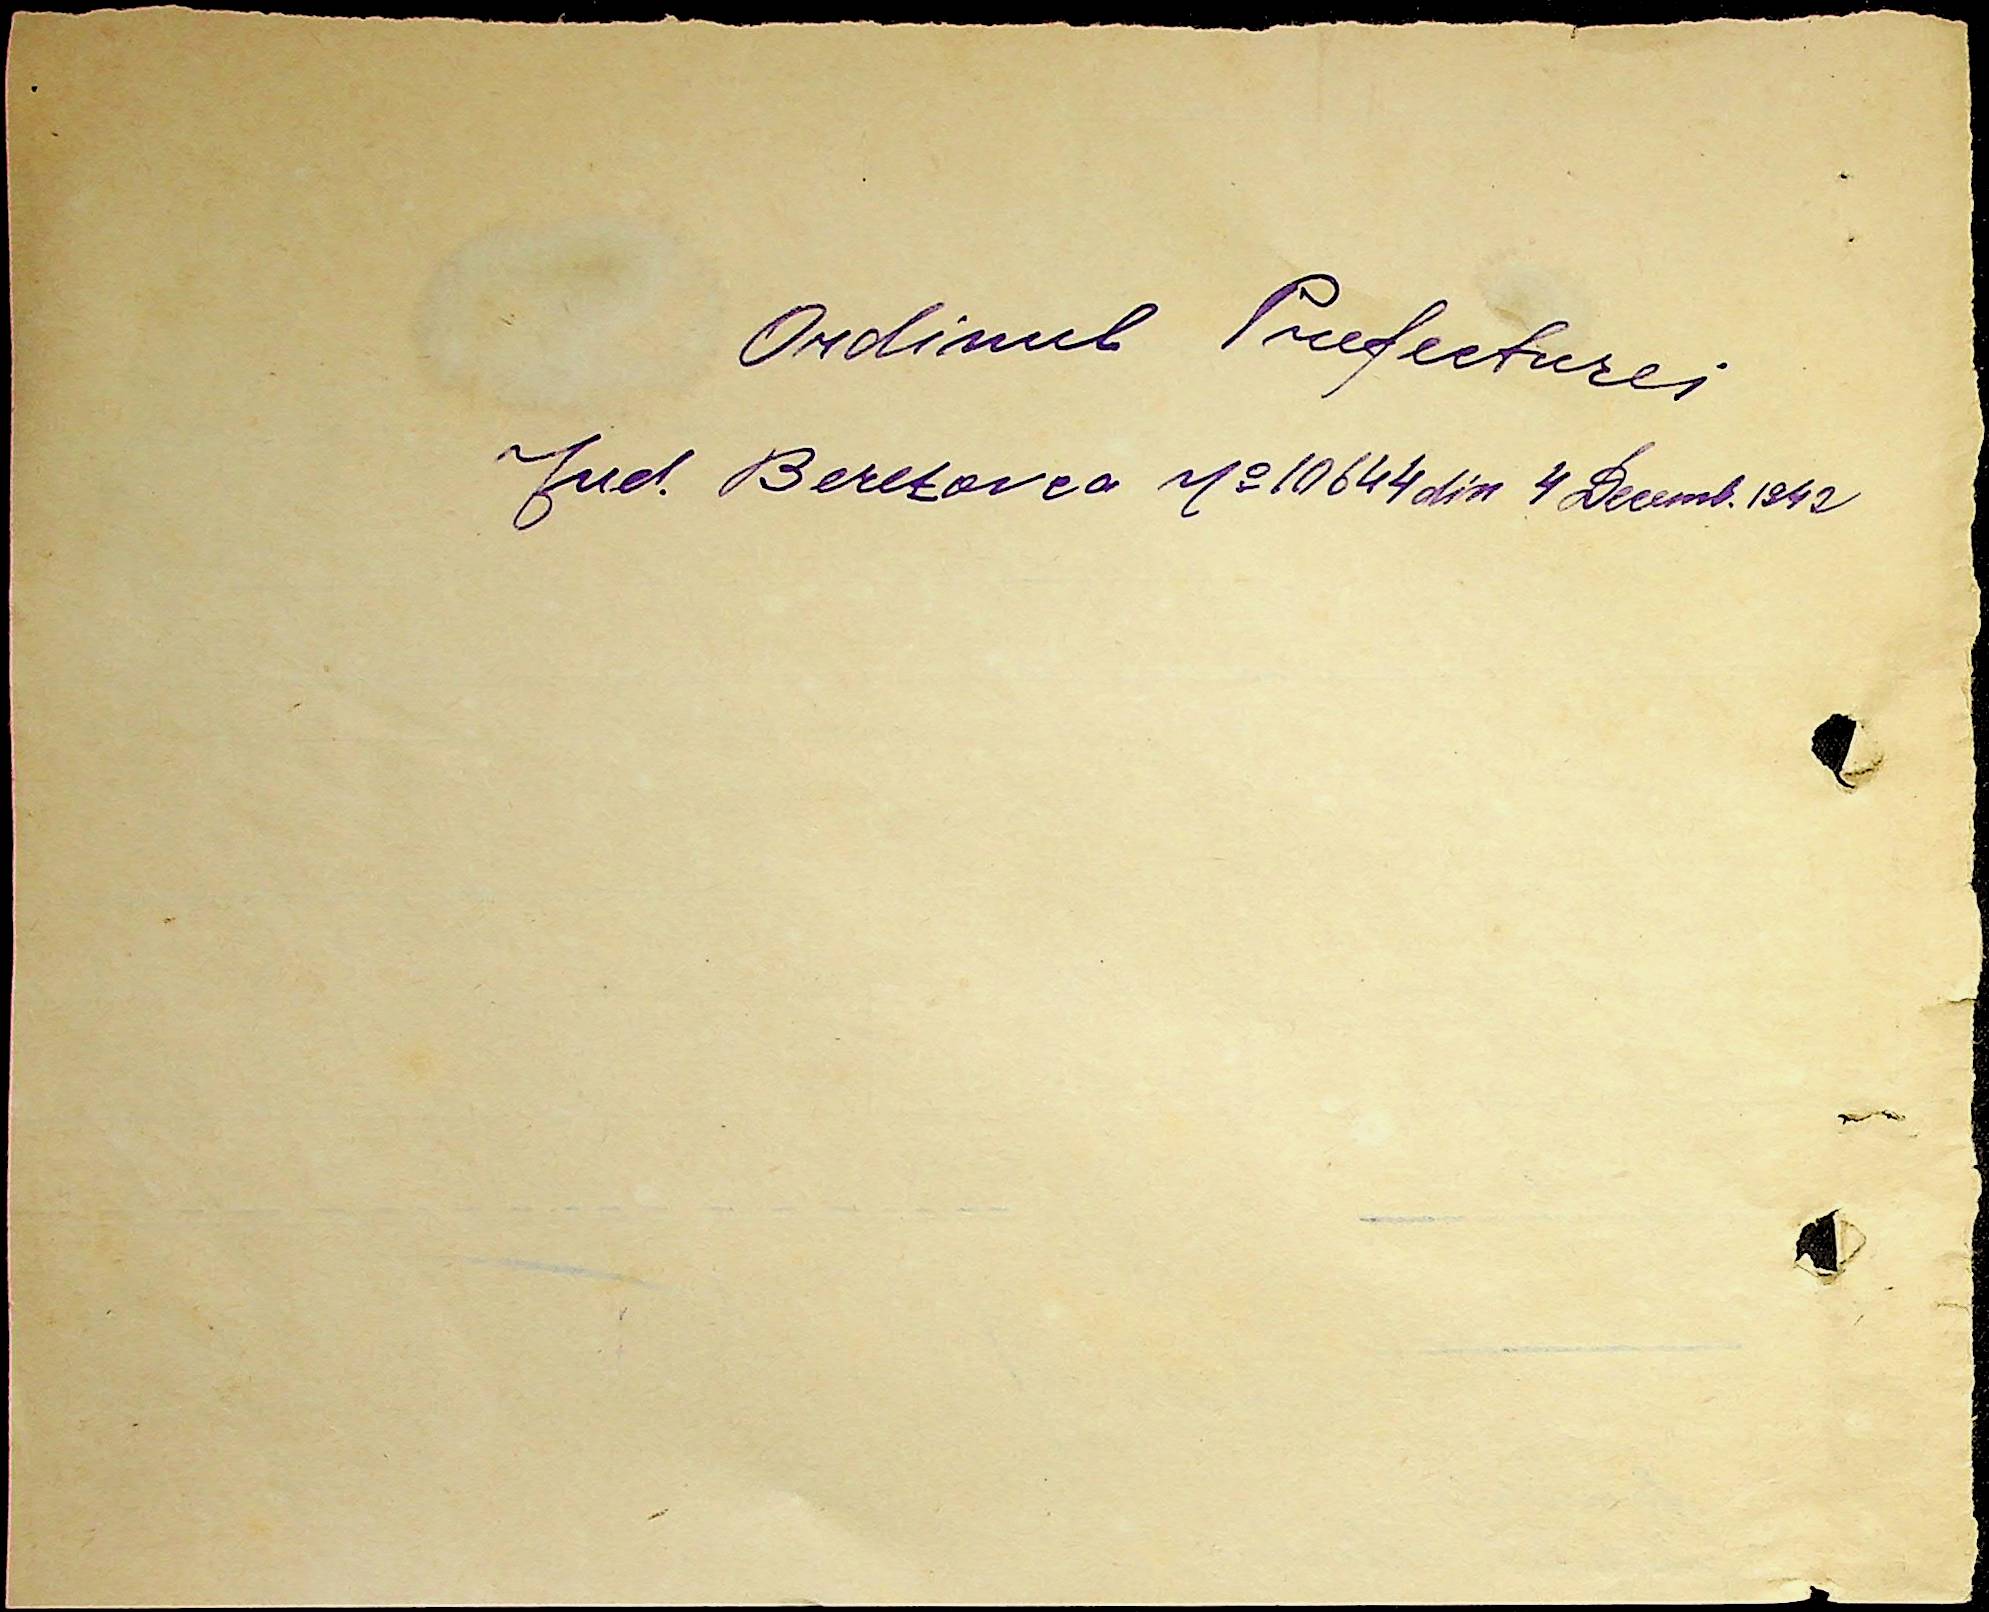 Ordinul Prefecturei
Jud. Berezovca No 10644 din 4 Decemb. 1942